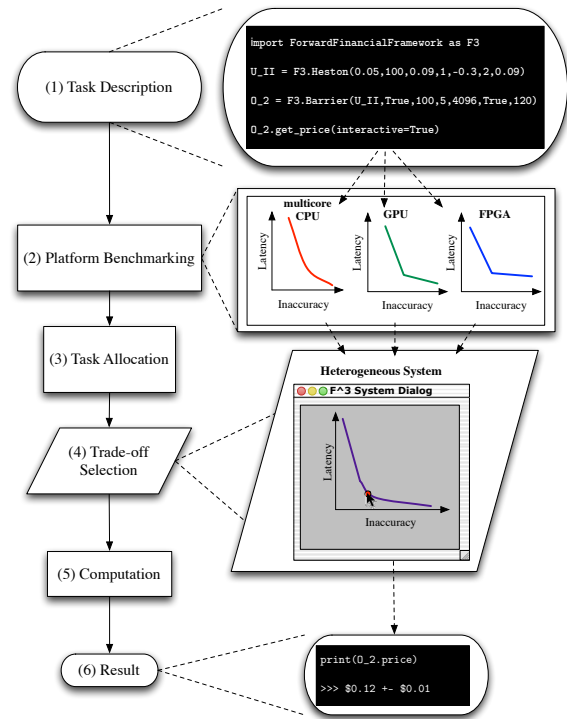 (1) Task Description
import ForwardFinancialFramework as F3
U_II = F3.Heston(0.05,100,0.09,1,-0.3,2,0.09)
O_2 = F3.Barrier(U_II,True,100,5,4096,True,120)
O_2.get_price(interactive=True)
(2) Platform Benchmarking
multicore
CPU
Latency
Inaccuracy
GPU
Latency
Inaccuracy
FPGA
Latency
Inaccuracy
(3) Task Allocation
(4) Trade-off
Selection
Heterogeneous System
F^3 System Dialog
Latency
Inaccuracy
(5) Computation
(6) Result
print(O_2.price)
>>> $0.12 +- $0.01